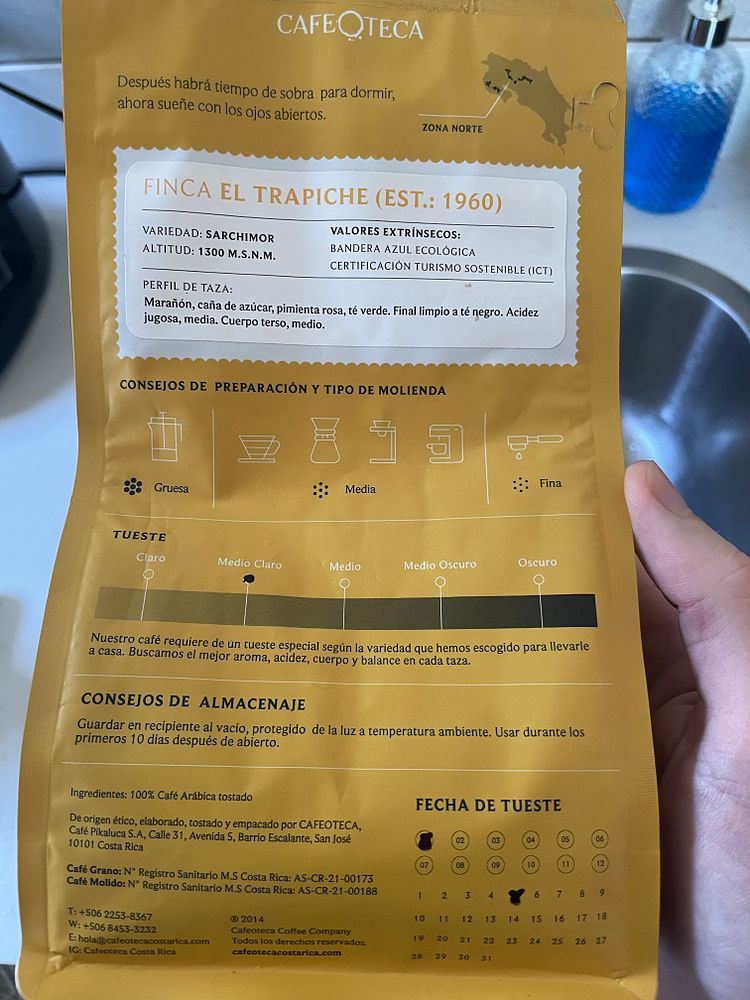 CAFEOTECA
Después habrá tiempo de sobra para dormir,
ahora sueñe con los ojos abiertos.
ZONA NORTE
FINCA EL TRAPICHE (EST.: 1960)
VARIEDAD: SARCHIMOR
ALTITUD: 1300 M.S.N.M.
VALORES EXTRÍNSECOS:
BANDERA AZUL ECOLÓGICA
CERTIFICACIÓN TURISMO SOSTENIBLE (ICT)
PERFIL DE TAZA:
Marañón, caña de azúcar, pimienta rosa, té verde. Final limpio a té negro. Acidez
jugosa, media. Cuerpo terso, medio.
CONSEJOS DE PREPARACIÓN Y TIPO DE MOLIENDA
Gruesa
Media
Fina
TUESTE
Claro
Medio Claro
Medio
Medio Oscuro
Oscuro
Nuestro café requiere de un tueste especial según la variedad que hemos escogido para llevarle
a casa. Buscamos el mejor aroma, acidez, cuerpo y balance en cada taza.
CONSEJOS DE ALMACENAJE
Guardar en recipiente al vacío, protegido de la luz a temperatura ambiente. Usar durante los
primeros 10 días después de abierto.
Ingredientes: 100% Café Arábica tostado
De origen ético, elaborado, tostado y empacado por CAFEOTECA,
Café Pikaluca S.A, Calle 31, Avenida 5, Barrio Escalante, San José
10101 Costa Rica
Café Grano: N° Registro Sanitario M.S Costa Rica: AS-CR-21-00173
Café Molido: N° Registro Sanitario M.S Costa Rica: AS-CR-21-00188
T: +506 2253-8367
W: +506 8453-3232
E: hola@cafeotecacostarica.com
IG: Cafeoteca Costa Rica
® 2014
Cafeoteca Coffee Company
Todos los derechos reservados.
cafeotecacostarica.com
FECHA DE TUESTE
02 03 04 05 06
07 08 09 10 11 12
1 2 3 4 6 7 8 9
10 11 12 13 14 15 16 17 18
19 20 21 22 23 24 25 26 27
28 29 30 31